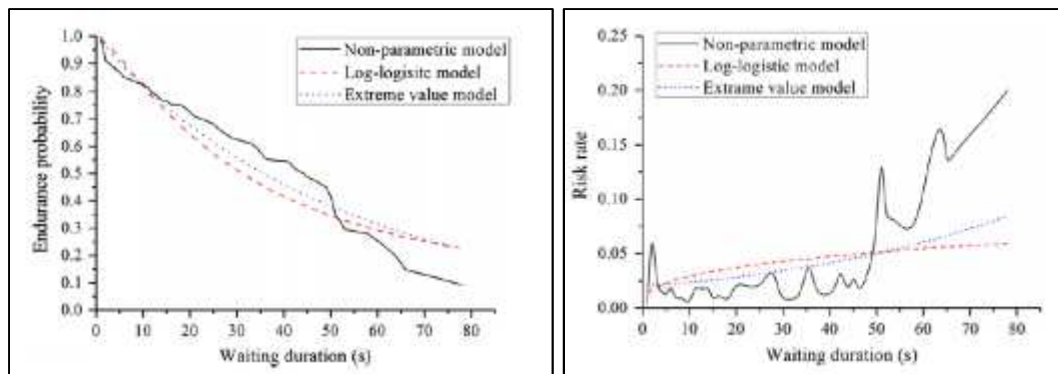 1.0
0.9
0.8
0.7
0.6
0.5
0.4
0.3
0.2
0.1
0.0
Endurance probability
Non-parametric model
Log-logisitc model
Extreme value model
0 10 20 30 40 50 60 70 80
Waiting duration (s)
0.25
0.20
0.15
0.10
0.05
0.00
Risk rate
Non-parametric model
Log-logistic model
Extrame value model
0 10 20 30 40 50 60 70 80
Waiting duration (s)